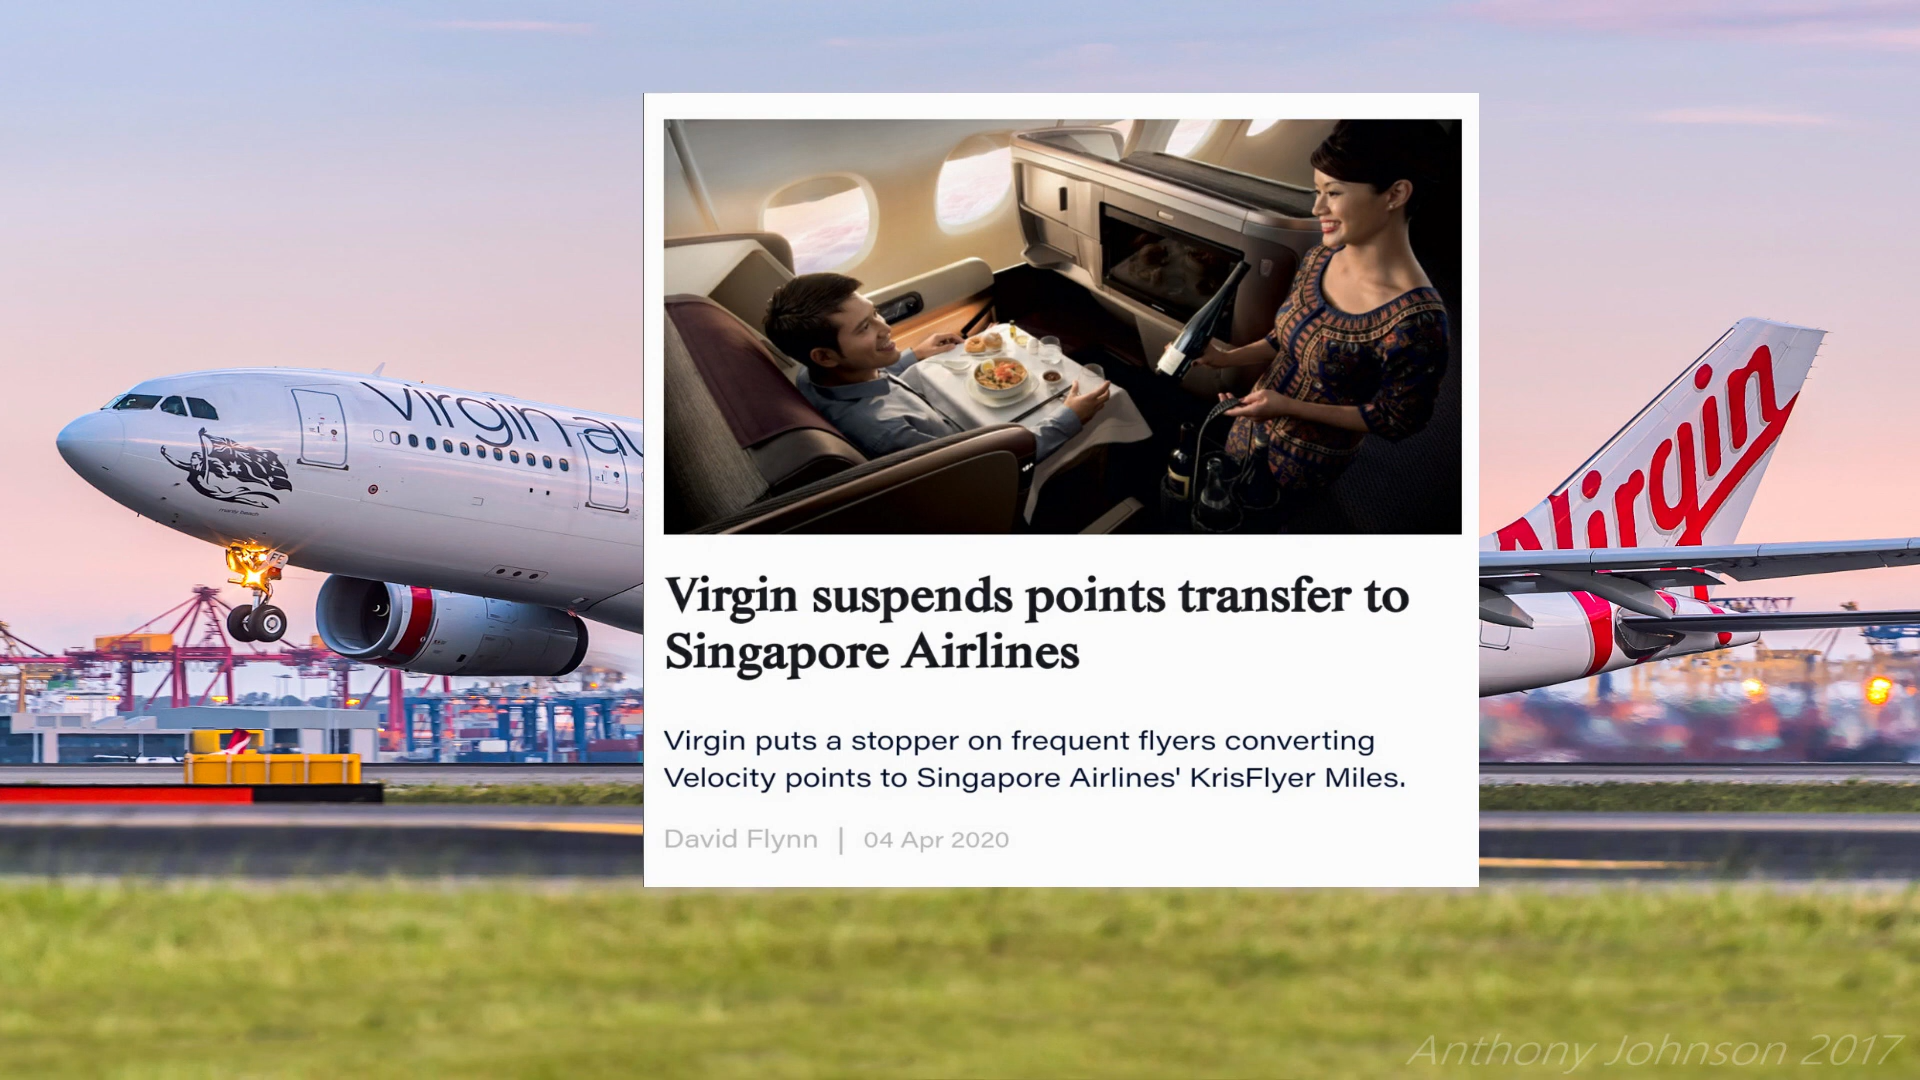 Virgin au
Virgin
Virgin suspends points transfer to
Singapore Airlines
Virgin puts a stopper on frequent flyers converting
Velocity points to Singapore Airlines' KrisFlyer Miles.
David Flynn | 04 Apr 2020
Anthony Johnson 2017